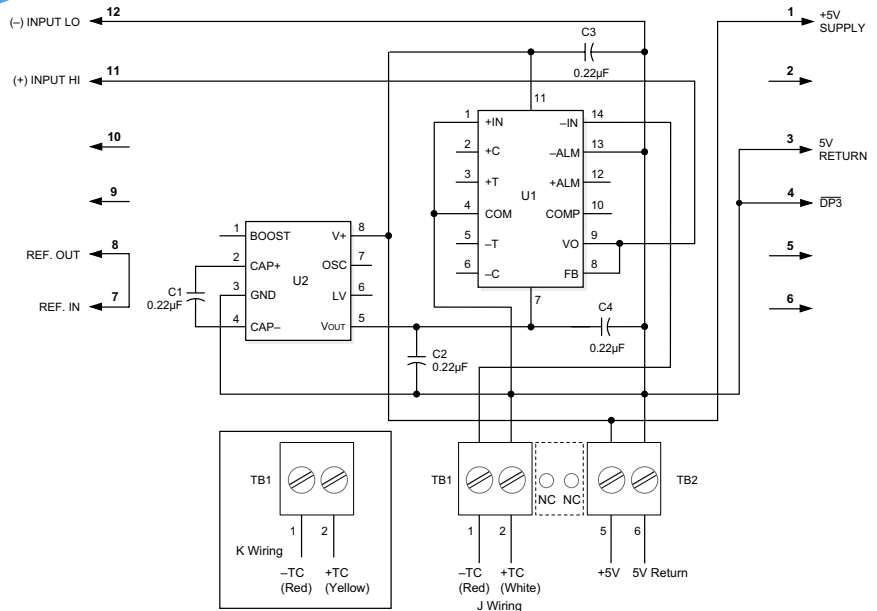 (–) INPUT LO 12
(+) INPUT HI 11
10
9
REF. OUT 8
REF. IN 7
1 +5V
SUPPLY
2
3 5V
RETURN
4 DP3
5
6
C3
0.22µF
11
1 +IN –IN 14
2 +C –ALM 13
3 +T +ALM 12
U1
4 COM COMP 10
5 –T VO 9
6 –C FB 8
7
1 BOOST V+ 8
2 CAP+ OSC 7
U2
3 GND LV 6
4 CAP– VOUT 5
C1
0.22µF
C2
0.22µF
C4
0.22µF
TB1
1 2
K Wiring
–TC +TC
(Red) (Yellow)
TB1
NC NC
TB2
1 2 5 6
–TC +TC +5V 5V Return
(Red) (White)
J Wiring